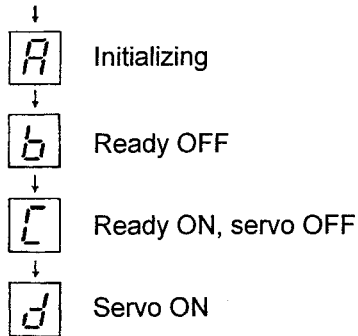 A Initializing
b Ready OFF
C Ready ON, servo OFF
d Servo ON